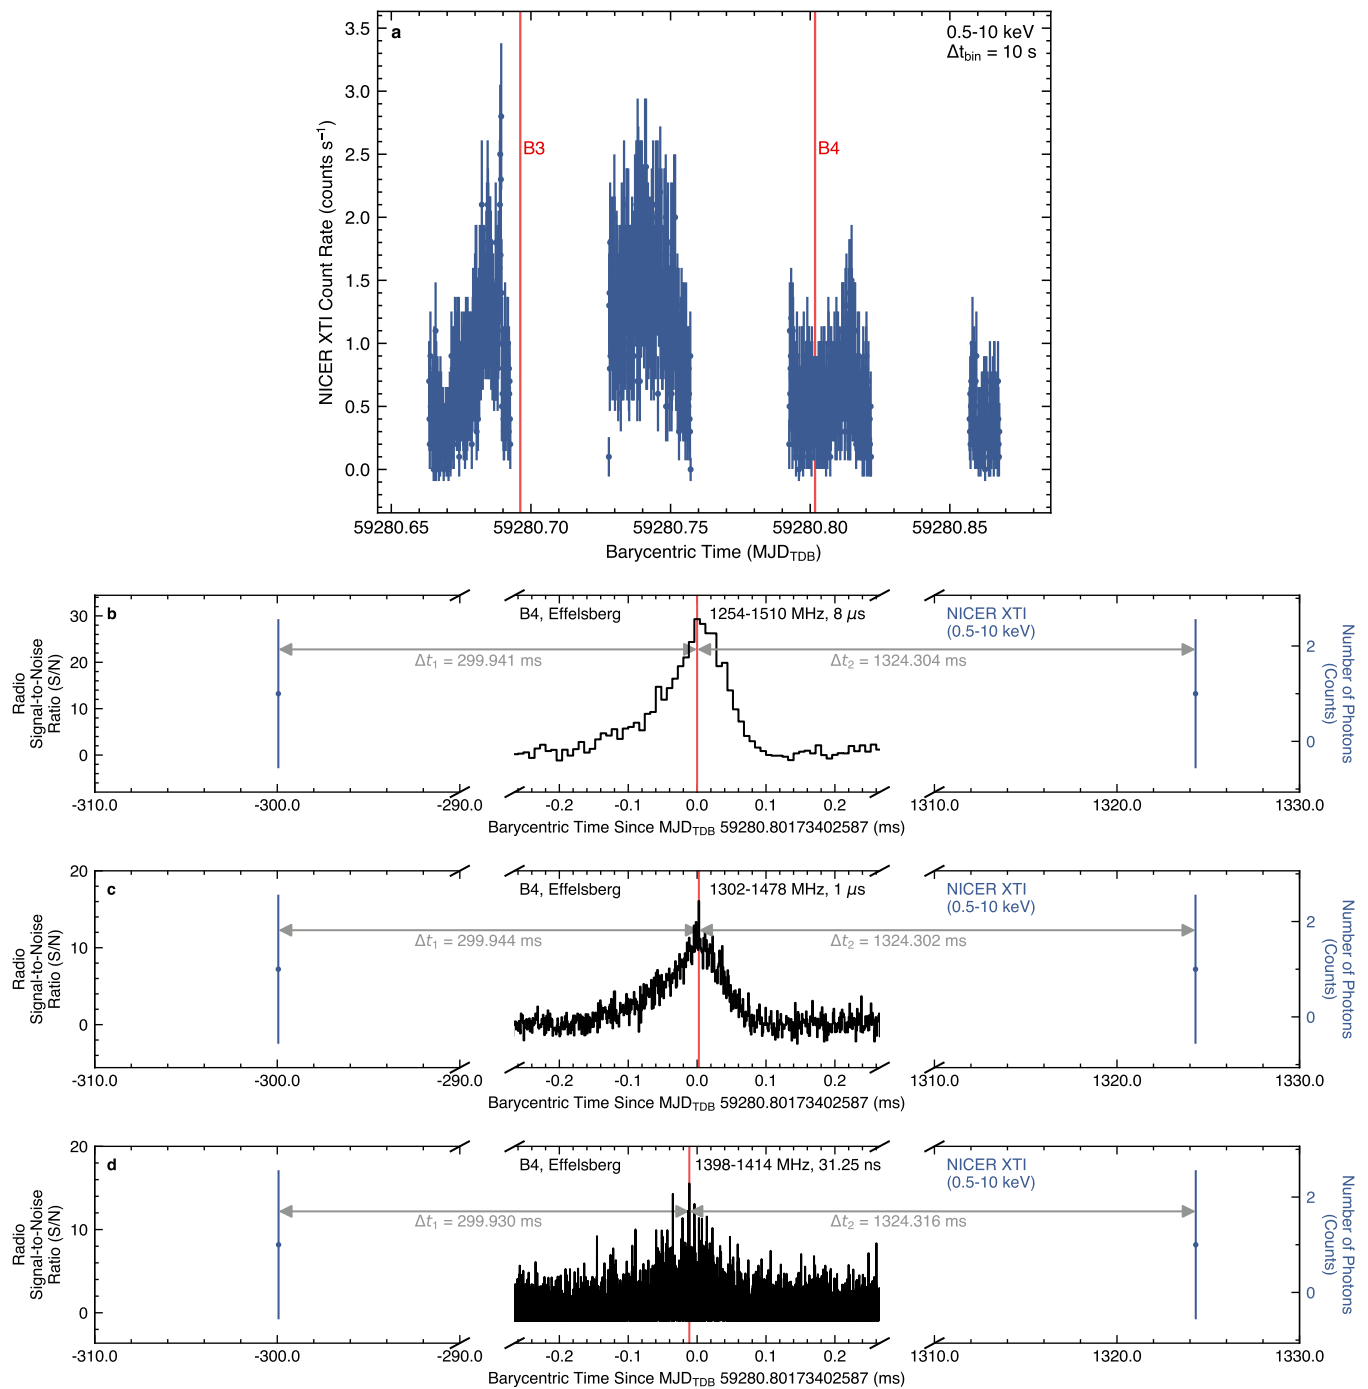 a
0.5-10 keV
Δt_bin = 10 s
3.5
3.0
2.5
2.0
1.5
1.0
0.5
0.0
NICER XTI Count Rate (counts s⁻¹)
B3
B4
59280.65 59280.70 59280.75 59280.80 59280.85
Barycentric Time (MJD_TDB)
b
B4, Effelsberg
1254-1510 MHz, 8 μs
NICER XTI
(0.5-10 keV)
Δt₁ = 299.941 ms
Δt₂ = 1324.304 ms
30
20
10
0
Radio
Signal-to-Noise
Ratio (S/N)
2
0
Number of Photons
(Counts)
-310.0 -300.0 -290.0 -0.2 -0.1 0.0 0.1 0.2 1310.0 1320.0 1330.0
Barycentric Time Since MJD_TDB 59280.80173402587 (ms)
c
B4, Effelsberg
1302-1478 MHz, 1 μs
NICER XTI
(0.5-10 keV)
Δt₁ = 299.944 ms
Δt₂ = 1324.302 ms
20
10
0
Radio
Signal-to-Noise
Ratio (S/N)
2
0
Number of Photons
(Counts)
-310.0 -300.0 -290.0 -0.2 -0.1 0.0 0.1 0.2 1310.0 1320.0 1330.0
Barycentric Time Since MJD_TDB 59280.80173402587 (ms)
d
B4, Effelsberg
1398-1414 MHz, 31.25 ns
NICER XTI
(0.5-10 keV)
Δt₁ = 299.930 ms
Δt₂ = 1324.316 ms
20
10
0
Radio
Signal-to-Noise
Ratio (S/N)
2
0
Number of Photons
(Counts)
-310.0 -300.0 -290.0 -0.2 -0.1 0.0 0.1 0.2 1310.0 1320.0 1330.0
Barycentric Time Since MJD_TDB 59280.80173402587 (ms)